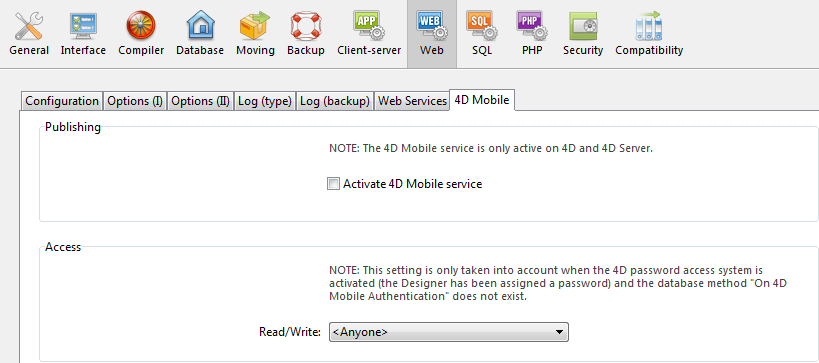 APP WEB SQL PHP
General Interface Compiler Database Moving Backup Client-server Web SQL PHP Security Compatibility
Configuration Options (I) Options (II) Log (type) Log (backup) Web Services 4D Mobile
Publishing
NOTE: The 4D Mobile service is only active on 4D and 4D Server.
Activate 4D Mobile service
Access
NOTE: This setting is only taken into account when the 4D password access system is
activated (the Designer has been assigned a password) and the database method "On 4D
Mobile Authentication" does not exist.
Read/Write: <Anyone>